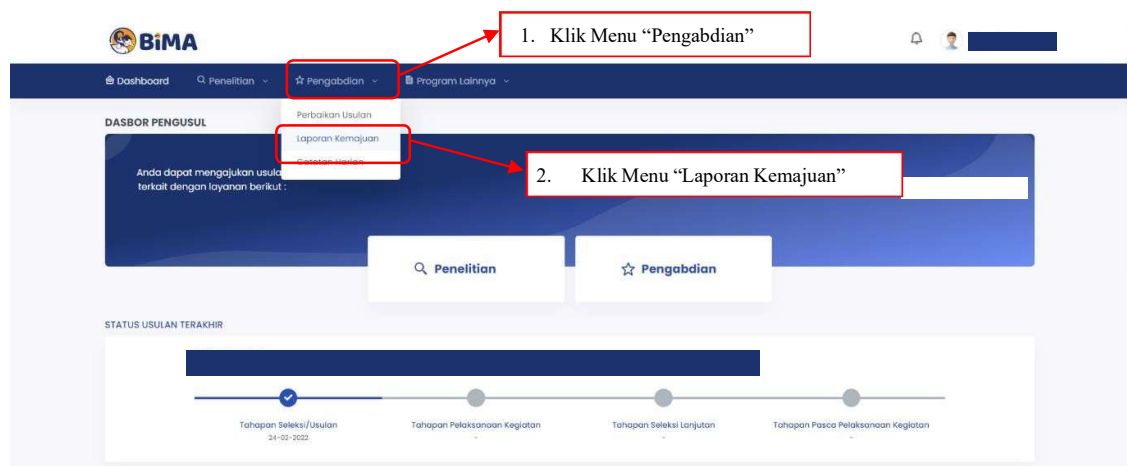 BiMA
1. Klik Menu “Pengabdian”
Dashboard Penelitian Pengabdian Program Lainnya
DASBOR PENGUSUL
Perbaikan Usulan
Laporan Kemajuan
Catatan Harian
Anda dapat mengajukan usula
terkait dengan layanan berikut :
2. Klik Menu “Laporan Kemajuan”
Penelitian
Pengabdian
STATUS USULAN TERAKHIR
Tahapan Seleksi/Usulan
24-02-2022
Tahapan Pelaksanaan Kegiatan
-
Tahapan Seleksi Lanjutan
-
Tahapan Pasca Pelaksanaan Kegiatan
-